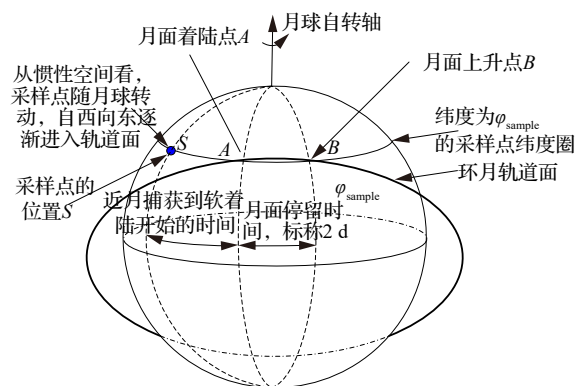 月球自转轴
月面着陆点A
月面上升点B
从惯性空间看，
采样点随月球转
动，自西向东逐
渐进入轨道面
S
A
B
纬度为φsample
的采样点纬度圈
环月轨道面
采样点的
位置S
φsample
近月捕获到软着
陆开始的时间
月面停留时
间，标称2 d